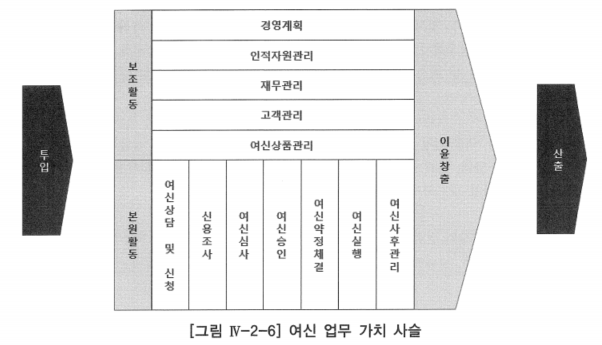 투입
보조활동
경영계획
인적자원관리
재무관리
고객관리
여신상품관리
본원활동
여신상담 및 신청
신용조사
여신심사
여신승인
여신약정체결
여신실행
여신사후관리
이윤창출
산출
[그림 Ⅳ-2-6] 여신 업무 가치 사슬